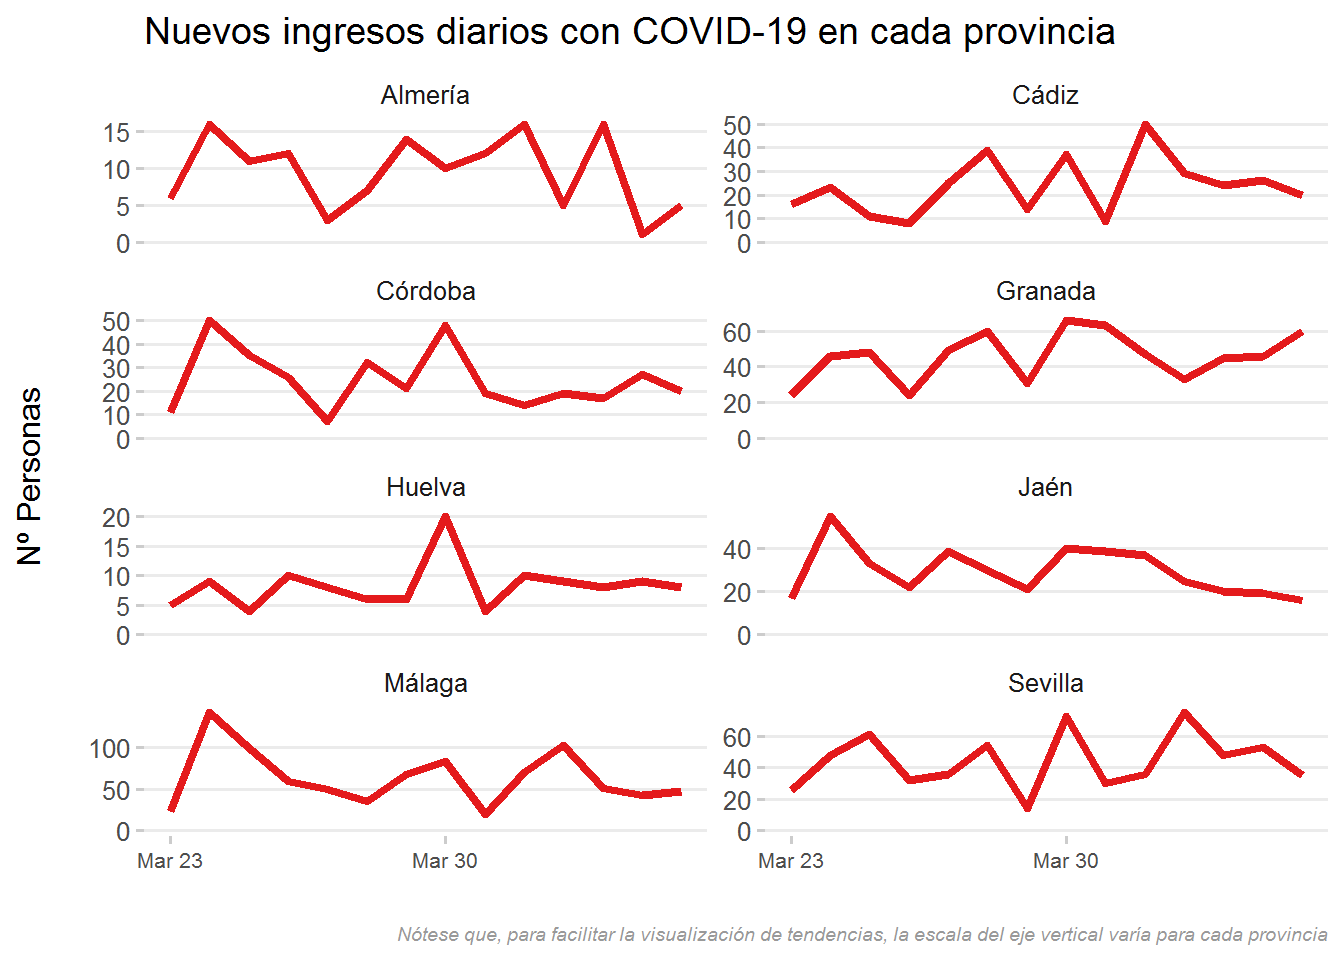 Nuevos ingresos diarios con COVID-19 en cada provincia
Nº Personas
Almería
15
10
5
0
Cádiz
50
40
30
20
10
0
Córdoba
50
40
30
20
10
0
Granada
60
40
20
0
Huelva
20
15
10
5
0
Jaén
40
20
0
Málaga
100
50
0
Sevilla
60
40
20
0
Mar 23
Mar 30
Mar 23
Mar 30
Nótese que, para facilitar la visualización de tendencias, la escala del eje vertical varía para cada provincia